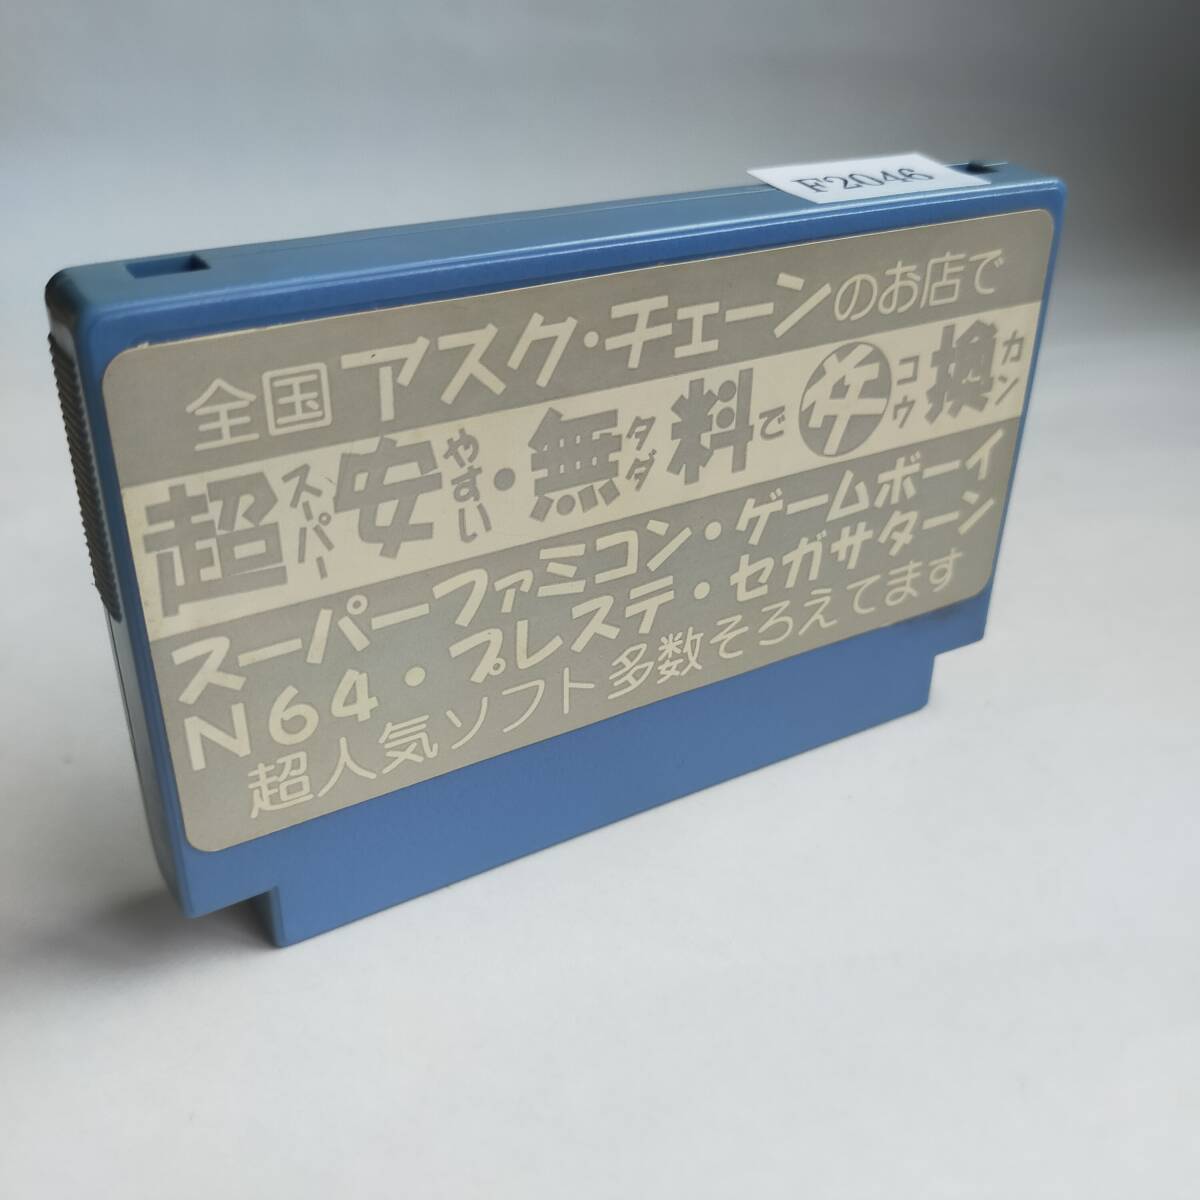 F2046
全国アスク・チェーンのお店で
超スーパー安やすい・無料タダで交コウ換カン
スーパーファミコン・ゲームボーイ
N64・プレステ・セガサターン
超人気ソフト多数そろえてます